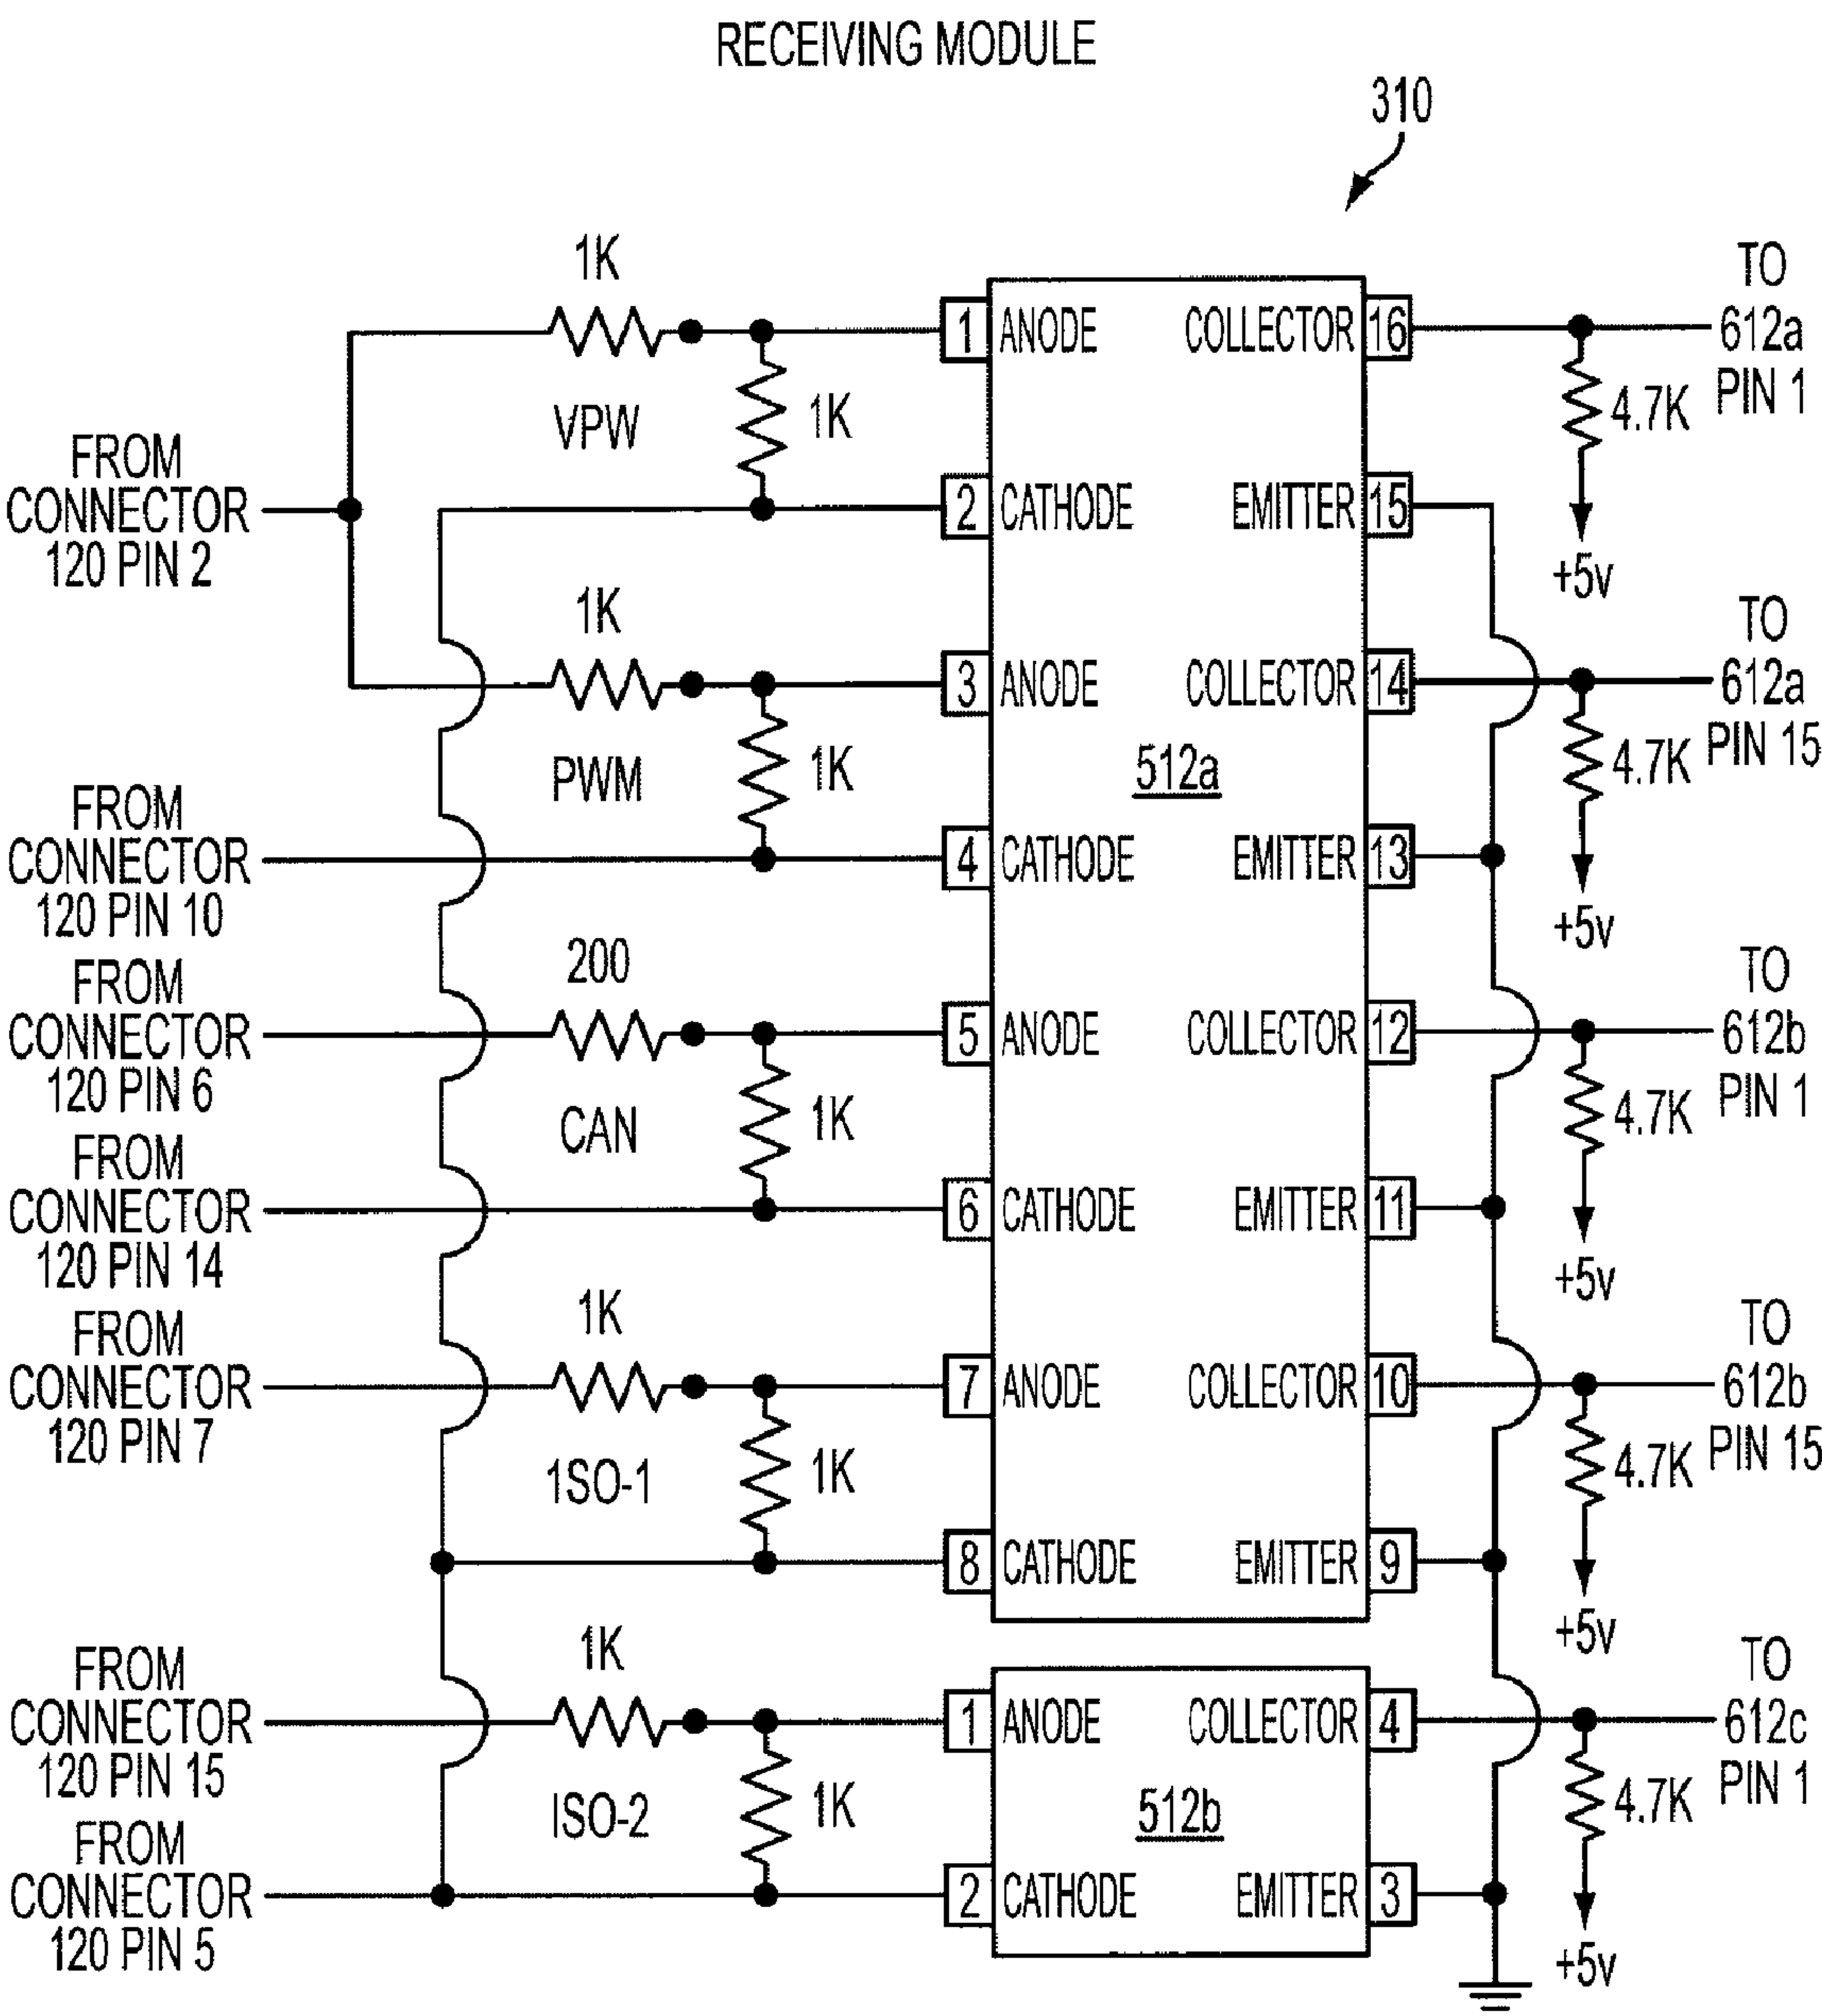 RECEIVING MODULE
310
1K
1 ANODE
COLLECTOR 16
TO
612a
PIN 1
1K
4.7K
VPW
FROM
CONNECTOR
120 PIN 2
2 CATHODE
EMITTER 15
+5v
1K
3 ANODE
COLLECTOR 14
TO
612a
PIN 15
1K
4.7K
PWM
512a
FROM
CONNECTOR
120 PIN 10
4 CATHODE
EMITTER 13
+5v
200
FROM
CONNECTOR
120 PIN 6
5 ANODE
COLLECTOR 12
TO
612b
PIN 1
1K
4.7K
CAN
FROM
CONNECTOR
120 PIN 14
6 CATHODE
EMITTER 11
+5v
1K
FROM
CONNECTOR
120 PIN 7
7 ANODE
COLLECTOR 10
TO
612b
PIN 15
1K
4.7K
1SO-1
8 CATHODE
EMITTER 9
+5v
1K
FROM
CONNECTOR
120 PIN 15
1 ANODE
COLLECTOR 4
TO
612c
PIN 1
1K
4.7K
ISO-2
512b
FROM
CONNECTOR
120 PIN 5
2 CATHODE
EMITTER 3
+5v